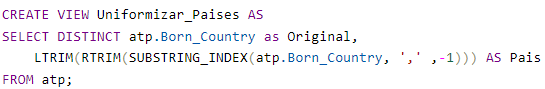 CREATE VIEW Uniformizar_Paises AS
SELECT DISTINCT atp.Born_Country as Original,
LTRIM(RTRIM(SUBSTRING_INDEX(atp.Born_Country, ',' ,-1))) AS Pais
FROM atp;